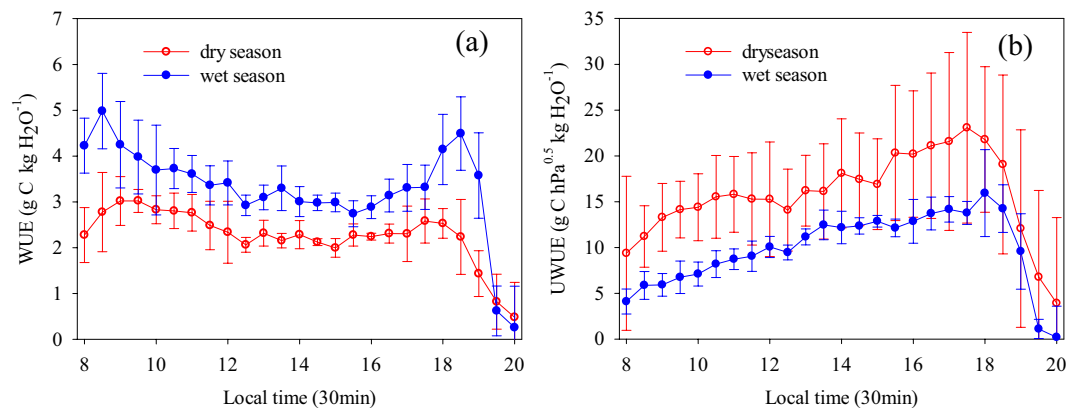 (a)
dry season
wet season
WUE (g C kg H₂O⁻¹)
7
6
5
4
3
2
1
0
8 10 12 14 16 18 20
Local time (30min)
(b)
dryseason
wet season
UWUE (g C hPa⁰·⁵ kg H₂O⁻¹)
35
30
25
20
15
10
5
0
8 10 12 14 16 18 20
Local time (30min)